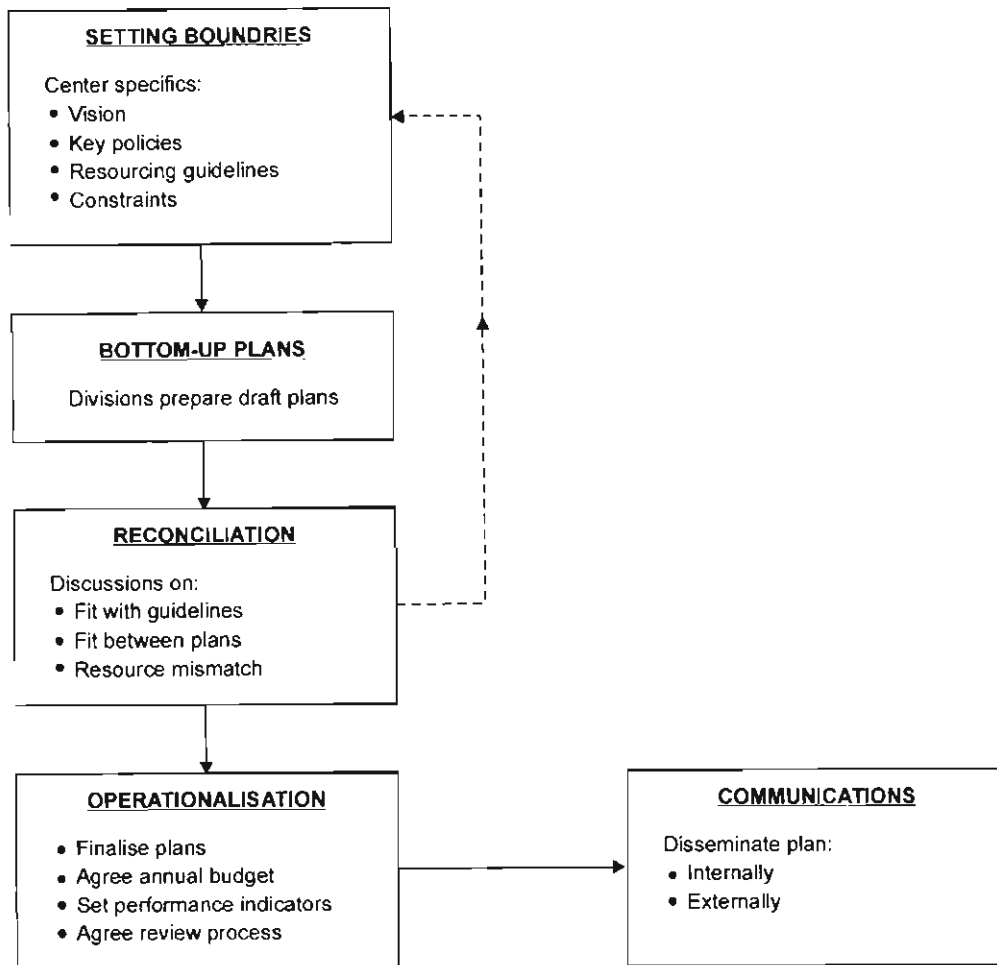 SETTING BOUNDRIES
Center specifics:
• Vision
• Key policies
• Resourcing guidelines
• Constraints
BOTTOM-UP PLANS
Divisions prepare draft plans
RECONCILIATION
Discussions on:
• Fit with guidelines
• Fit between plans
• Resource mismatch
OPERATIONALISATION
• Finalise plans
• Agree annual budget
• Set performance indicators
• Agree review process
COMMUNICATIONS
Disseminate plan:
• Internally
• Externally